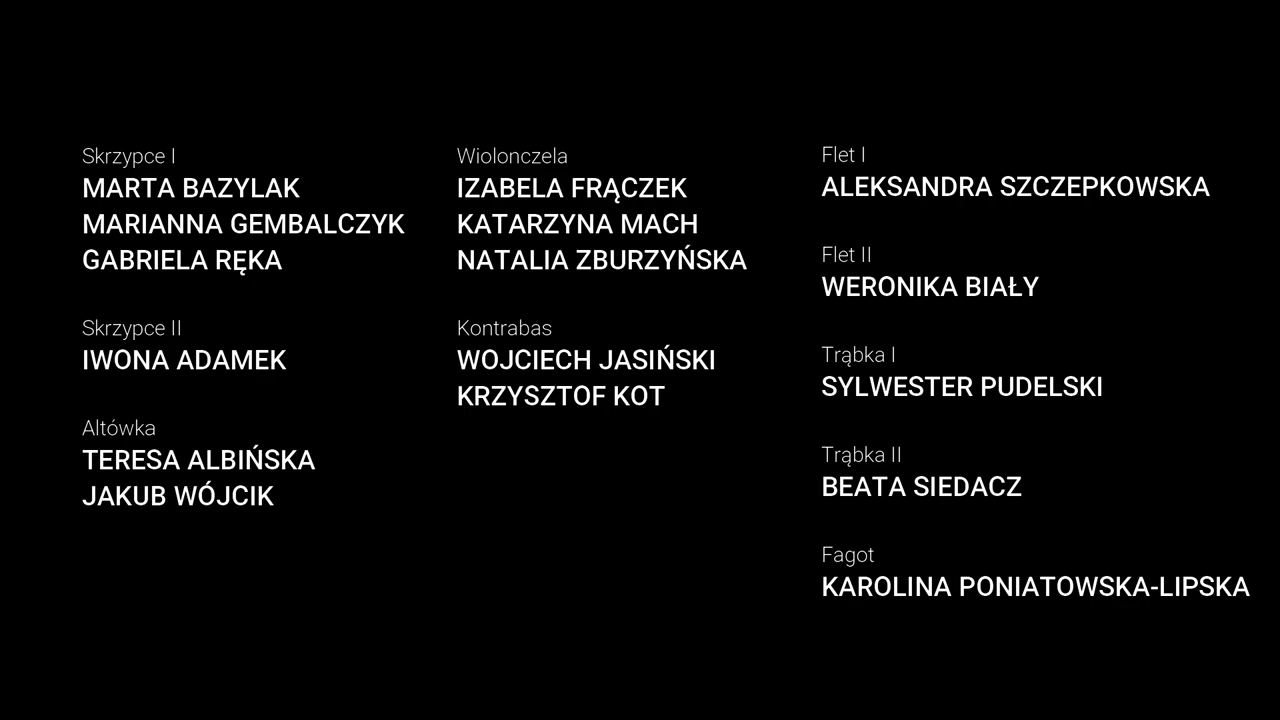 Skrzypce I
MARTA BAZYLAK
MARIANNA GEMBALCZYK
GABRIELA RĘKA
Skrzypce II
IWONA ADAMEK
Altówka
TERESA ALBIŃSKA
JAKUB WÓJCIK
Wiolonczela
IZABELA FRĄCZEK
KATARZYNA MACH
NATALIA ZBURZYŃSKA
Kontrabas
WOJCIECH JASIŃSKI
KRZYSZTOF KOT
Flet I
ALEKSANDRA SZCZEPKOWSKA
Flet II
WERONIKA BIAŁY
Trąbka I
SYLWESTER PUDELSKI
Trąbka II
BEATA SIEDACZ
Fagot
KAROLINA PONIATOWSKA-LIPSKA